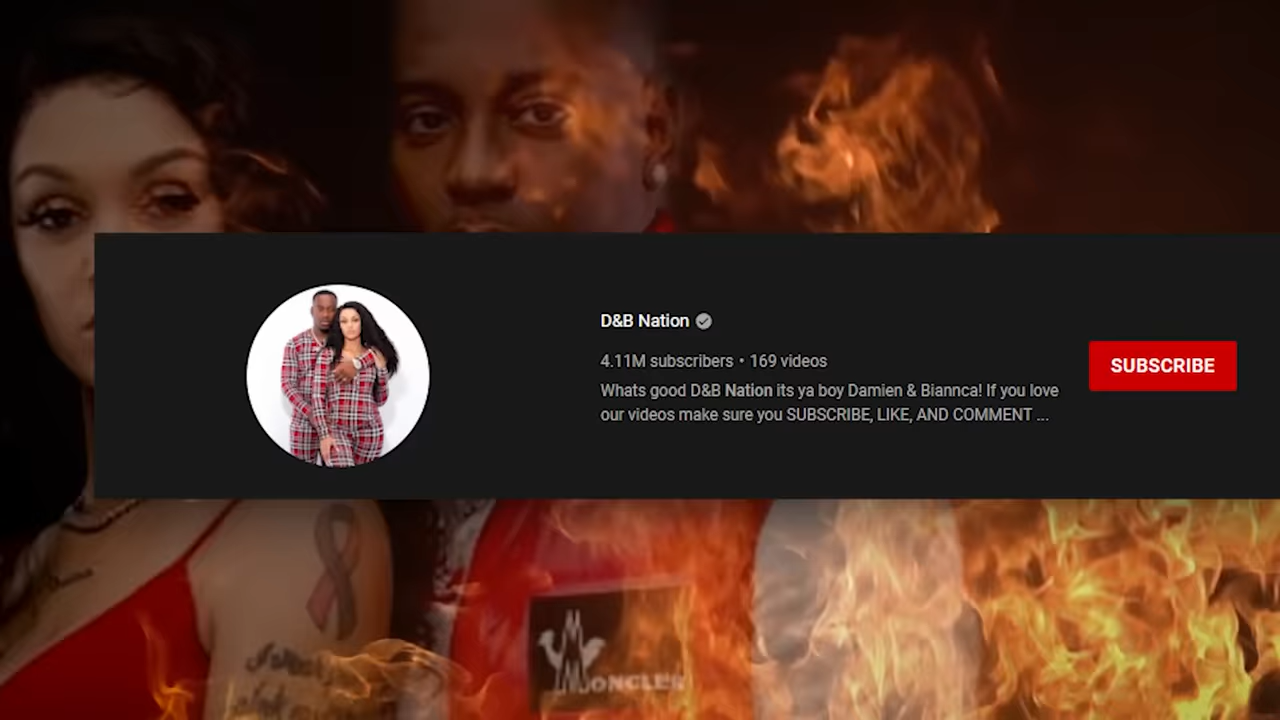 D&B Nation
4.11M subscribers • 169 videos
Whats good D&B Nation its ya boy Damien & Biannca! If you love
our videos make sure you SUBSCRIBE, LIKE, AND COMMENT ...
SUBSCRIBE
MONCLER